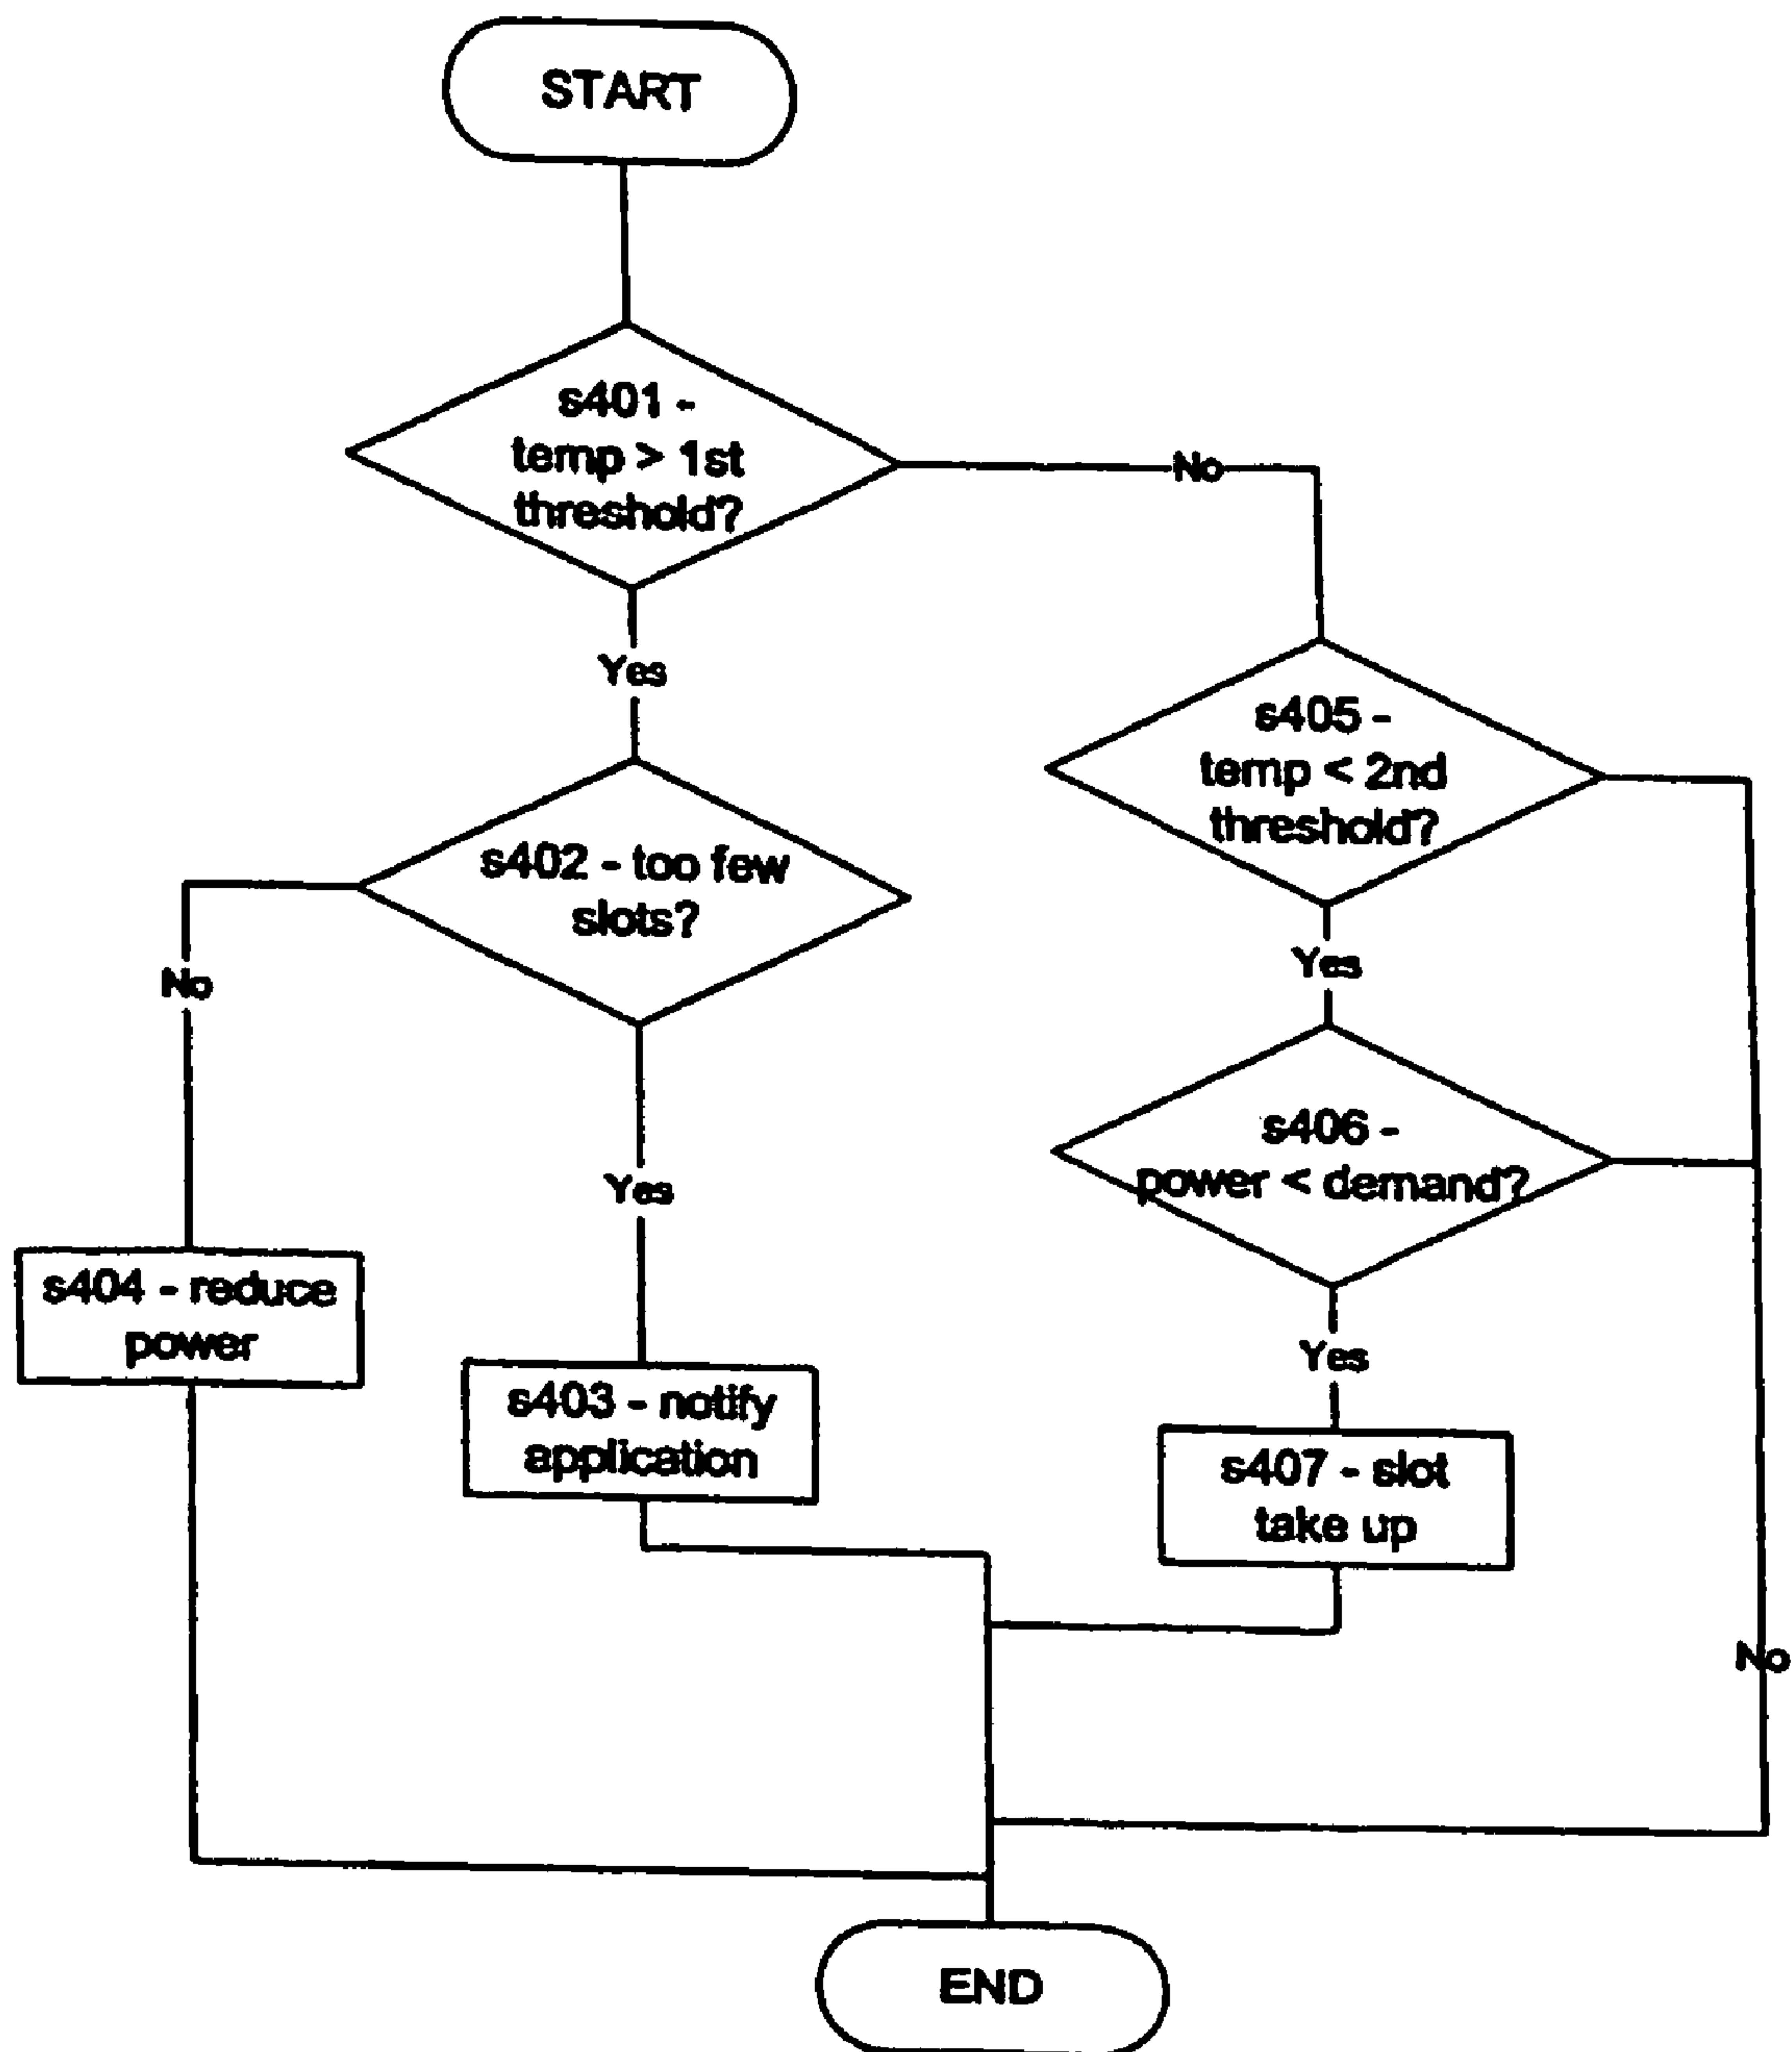 START
s401 -
temp > 1st
threshold?
No
Yes
s405 -
temp < 2nd
threshold?
s402 - too few
slots?
Yes
No
s406 -
power < demand?
Yes
s404 - reduce
power
Yes
s403 - notify
application
s407 - slot
take up
No
END